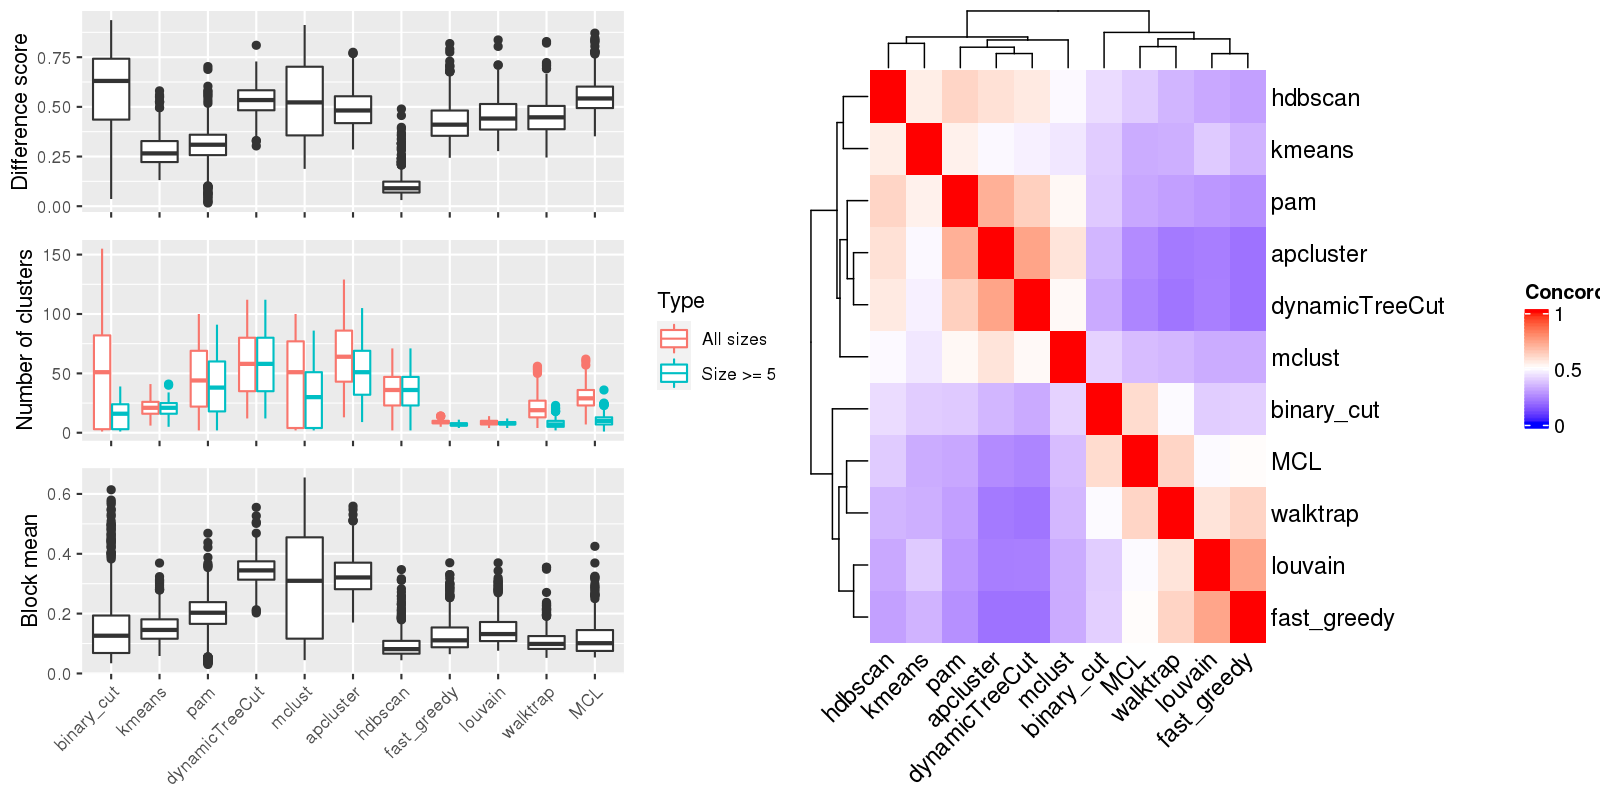 Difference score
0.75
0.50
0.25
0.00
Number of clusters
150
100
50
0
Block mean
0.6
0.4
0.2
0.0
binary_cut
kmeans
pam
dynamicTreeCut
mclust
apcluster
hdbscan
fast_greedy
louvain
walktrap
MCL
Type
All sizes
Size >= 5
hdbscan
kmeans
pam
apcluster
dynamicTreeCut
mclust
binary_cut
MCL
walktrap
louvain
fast_greedy
hdbscan
kmeans
pam
apcluster
dynamicTreeCut
mclust
binary_cut
MCL
walktrap
louvain
fast_greedy
Concord
1
0.5
0